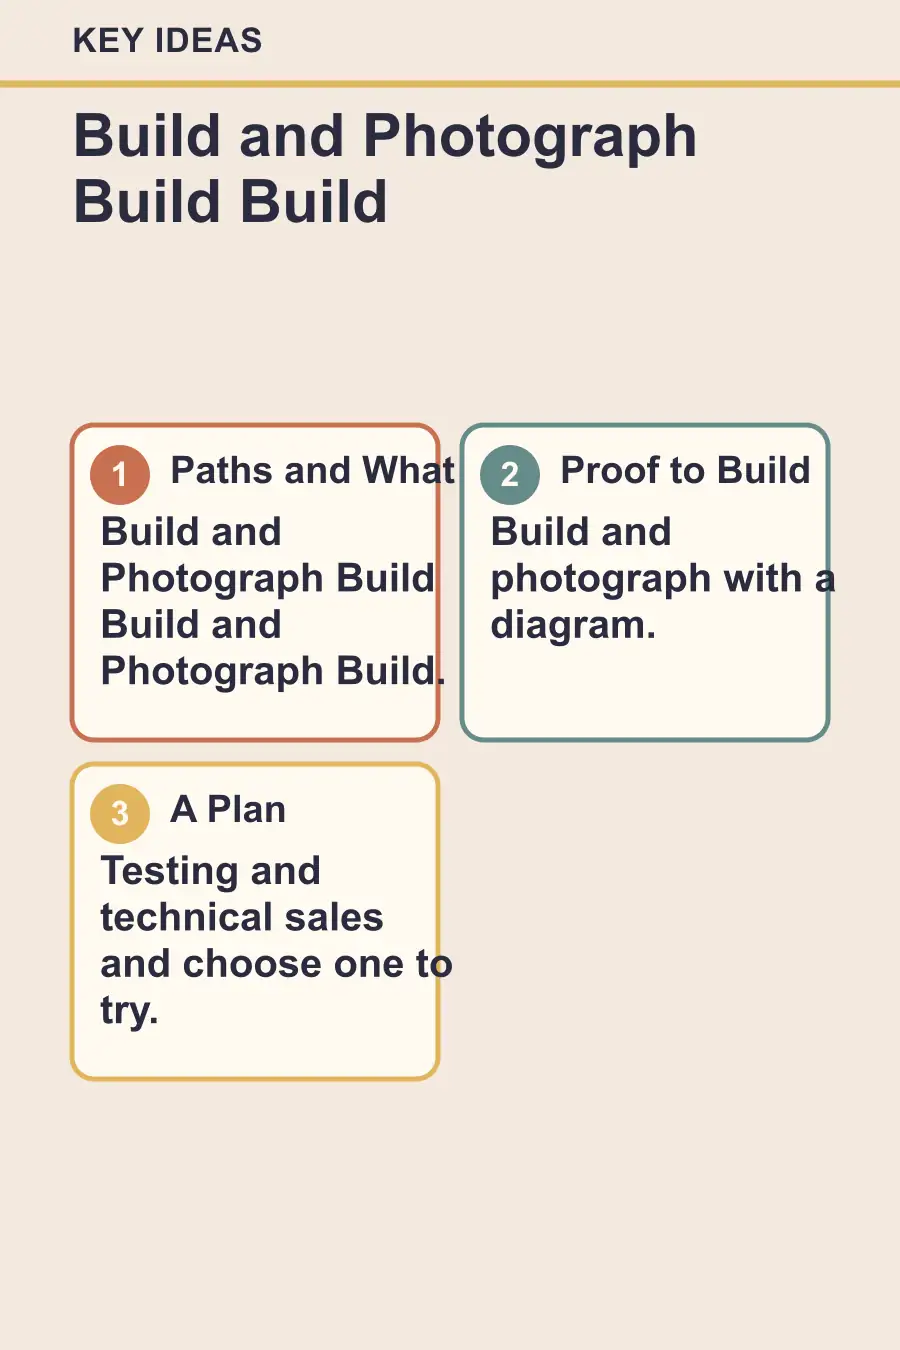 KEY IDEAS
Build and Photograph
Build Build
1 Paths and What
Build and
Photograph Build
Build and
Photograph Build.
2 Proof to Build
Build and
photograph with a
diagram.
3 A Plan
Testing and
technical sales
and choose one to
try.